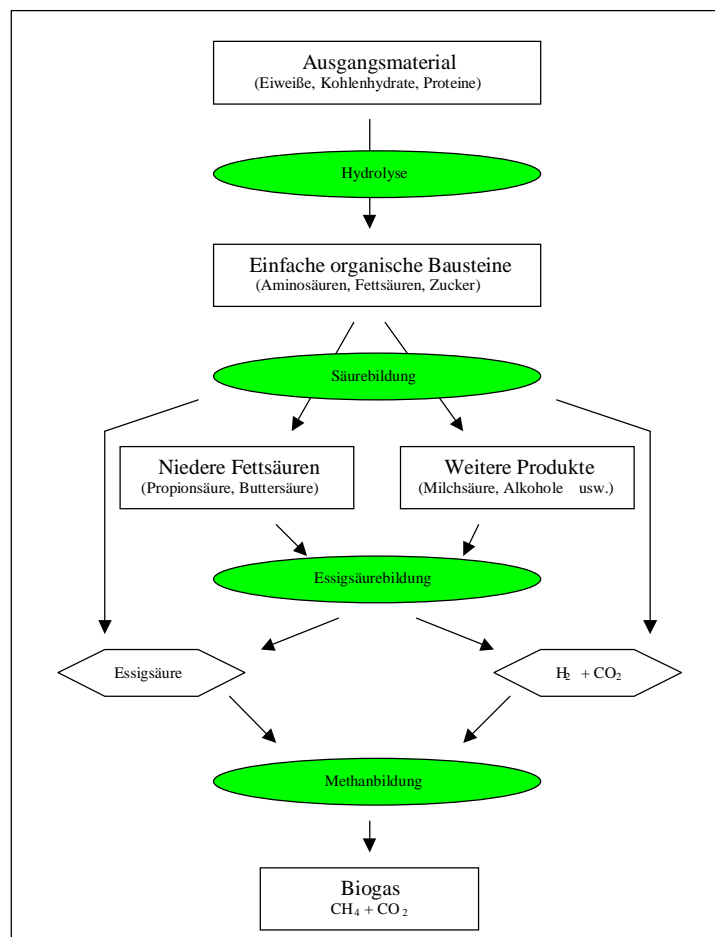 Ausgangsmaterial
(Eiweiße, Kohlenhydrate, Proteine)
Hydrolyse
Einfache organische Bausteine
(Aminosäuren, Fettsäuren, Zucker)
Säurebildung
Niedere Fettsäuren
(Propionsäure, Buttersäure)
Weitere Produkte
(Milchsäure, Alkohole usw.)
Essigsäurebildung
Essigsäure
H₂ + CO₂
Methanbildung
Biogas
CH₄ + CO₂